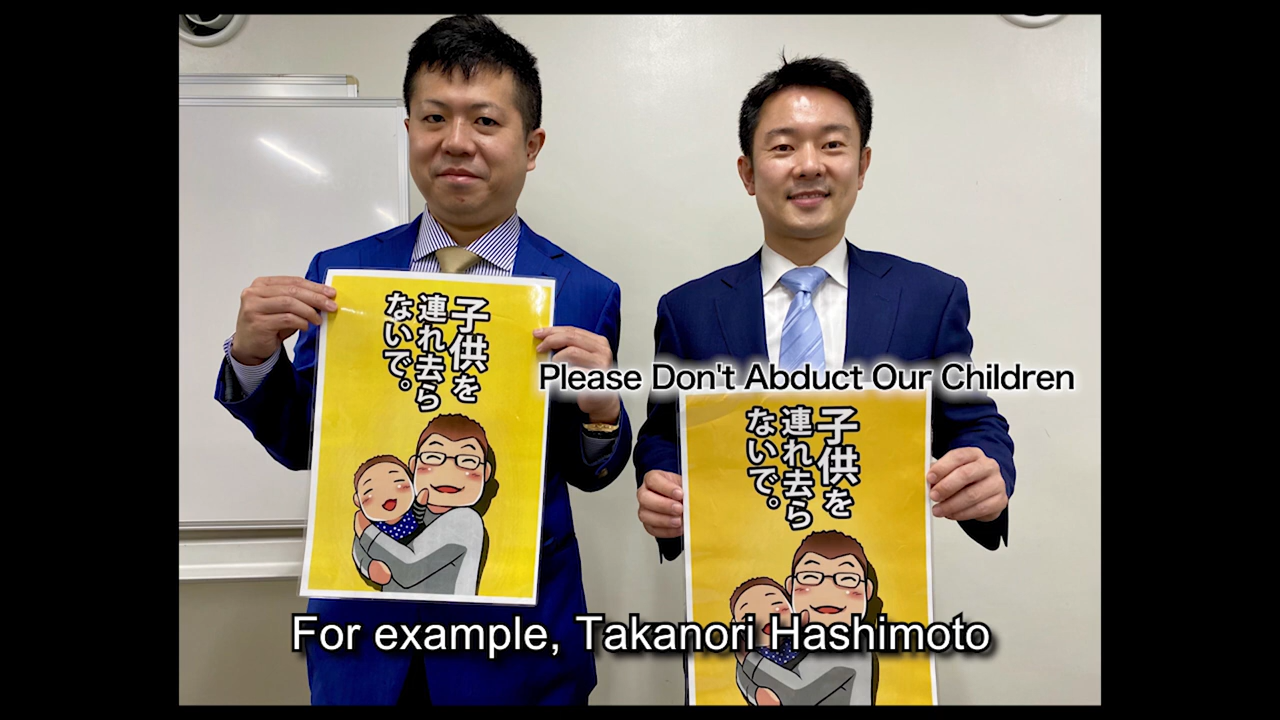 子供を
連れ去ら
ないで。
Please Don't Abduct Our Children
子供を
連れ去ら
ないで。
For example, Takanori Hashimoto